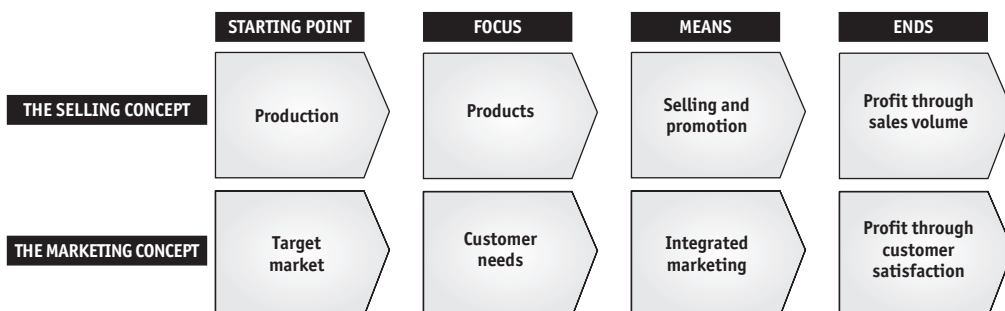 STARTING POINT
FOCUS
MEANS
ENDS
THE SELLING CONCEPT
Production
Products
Selling and
promotion
Profit through
sales volume
THE MARKETING CONCEPT
Target
market
Customer
needs
Integrated
marketing
Profit through
customer
satisfaction